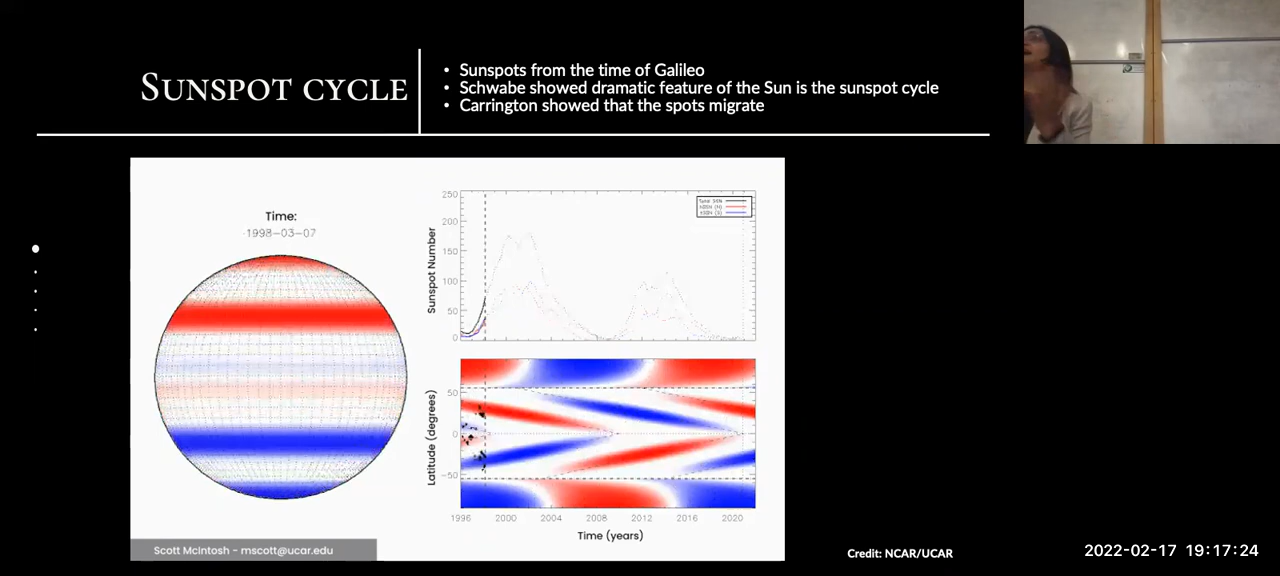 SUNSPOT CYCLE
• Sunspots from the time of Galileo
• Schwabe showed dramatic feature of the Sun is the sunspot cycle
• Carrington showed that the spots migrate
Time:
1998-03-07
Sunspot Number
250
200
150
100
50
0
Latitude (degrees)
50
0
-50
1996 2000 2004 2008 2012 2016 2020
Time (years)
Scott McIntosh - mscott@ucar.edu
Credit: NCAR/UCAR
2022-02-17 19:17:24